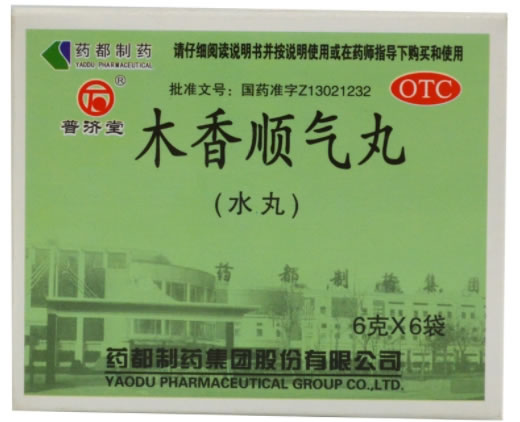 药都制药
YAODU PHARMACEUTICAL
请仔细阅读说明书并按说明使用或在药师指导下购买和使用
批准文号：国药准字Z13021232
OTC
®
普济堂
木香顺气丸
（水丸）
药都制药集团
6克X6袋
药都制药集团股份有限公司
YAODU PHARMACEUTICAL GROUP CO.,LTD.